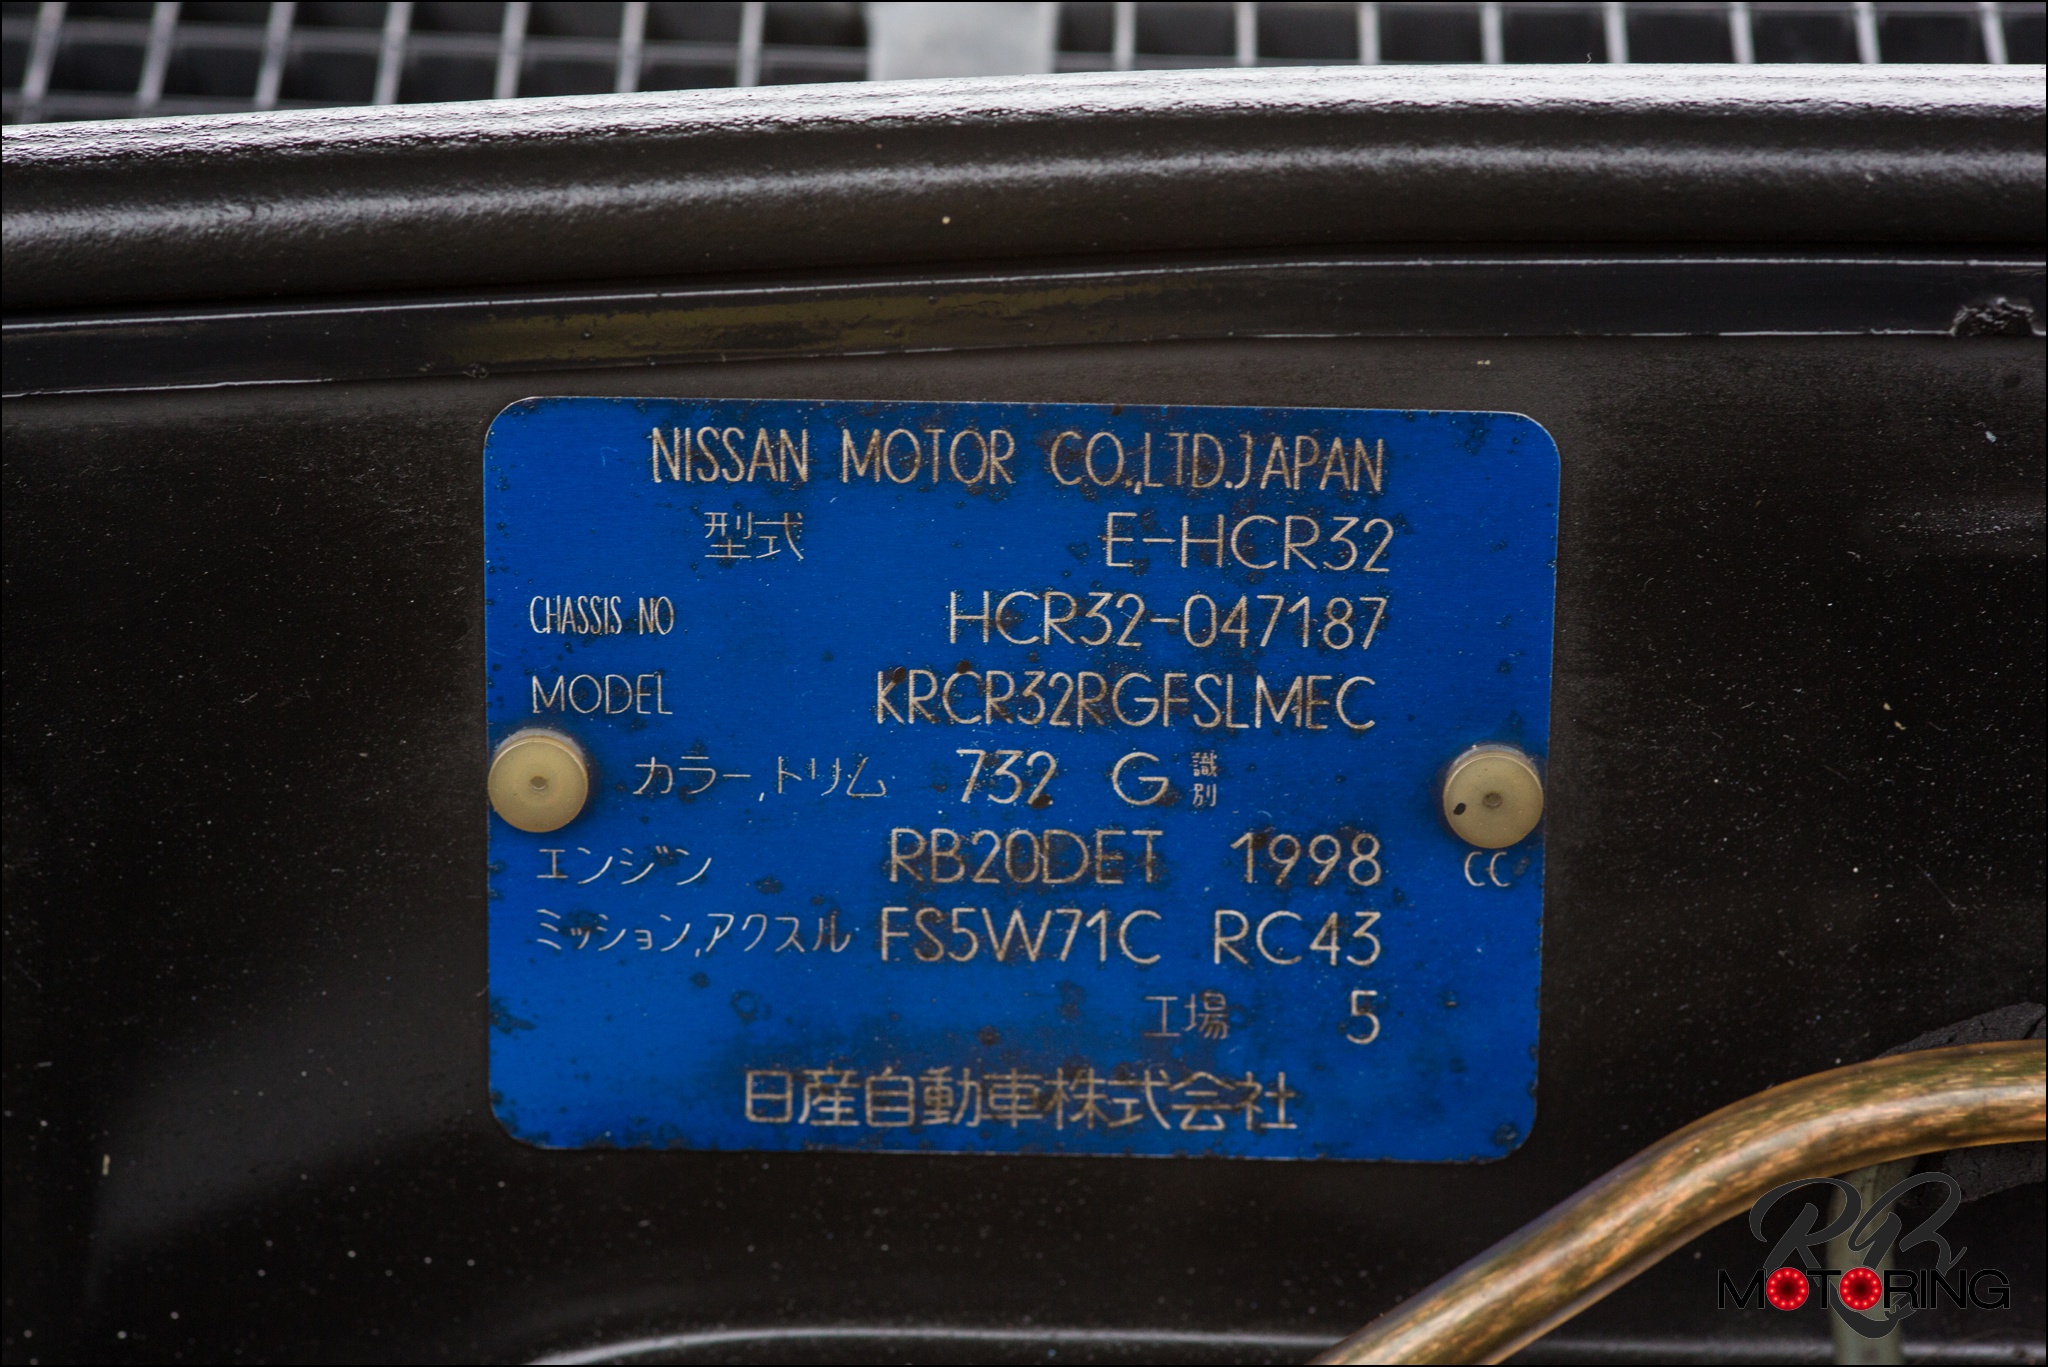 NISSAN MOTOR CO.,LTD.JAPAN
型式 E-HCR32
CHASSIS NO HCR32-047187
MODEL KRCR32RGFSLMEC
カラー,トリム 732 G 識別
エンジン RB20DET 1998 CC
ミッション,アクスル FS5W71C RC43
工場 5
日産自動車株式会社
RYR
MOTORING